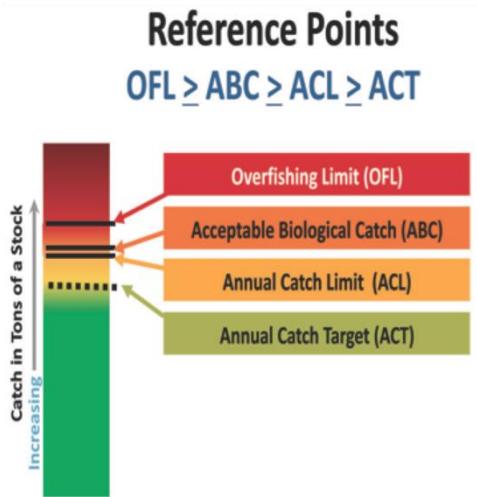 Reference Points
OFL ≥ ABC ≥ ACL ≥ ACT
Overfishing Limit (OFL)
Acceptable Biological Catch (ABC)
Annual Catch Limit (ACL)
Annual Catch Target (ACT)
Catch in Tons of a Stock
Increasing